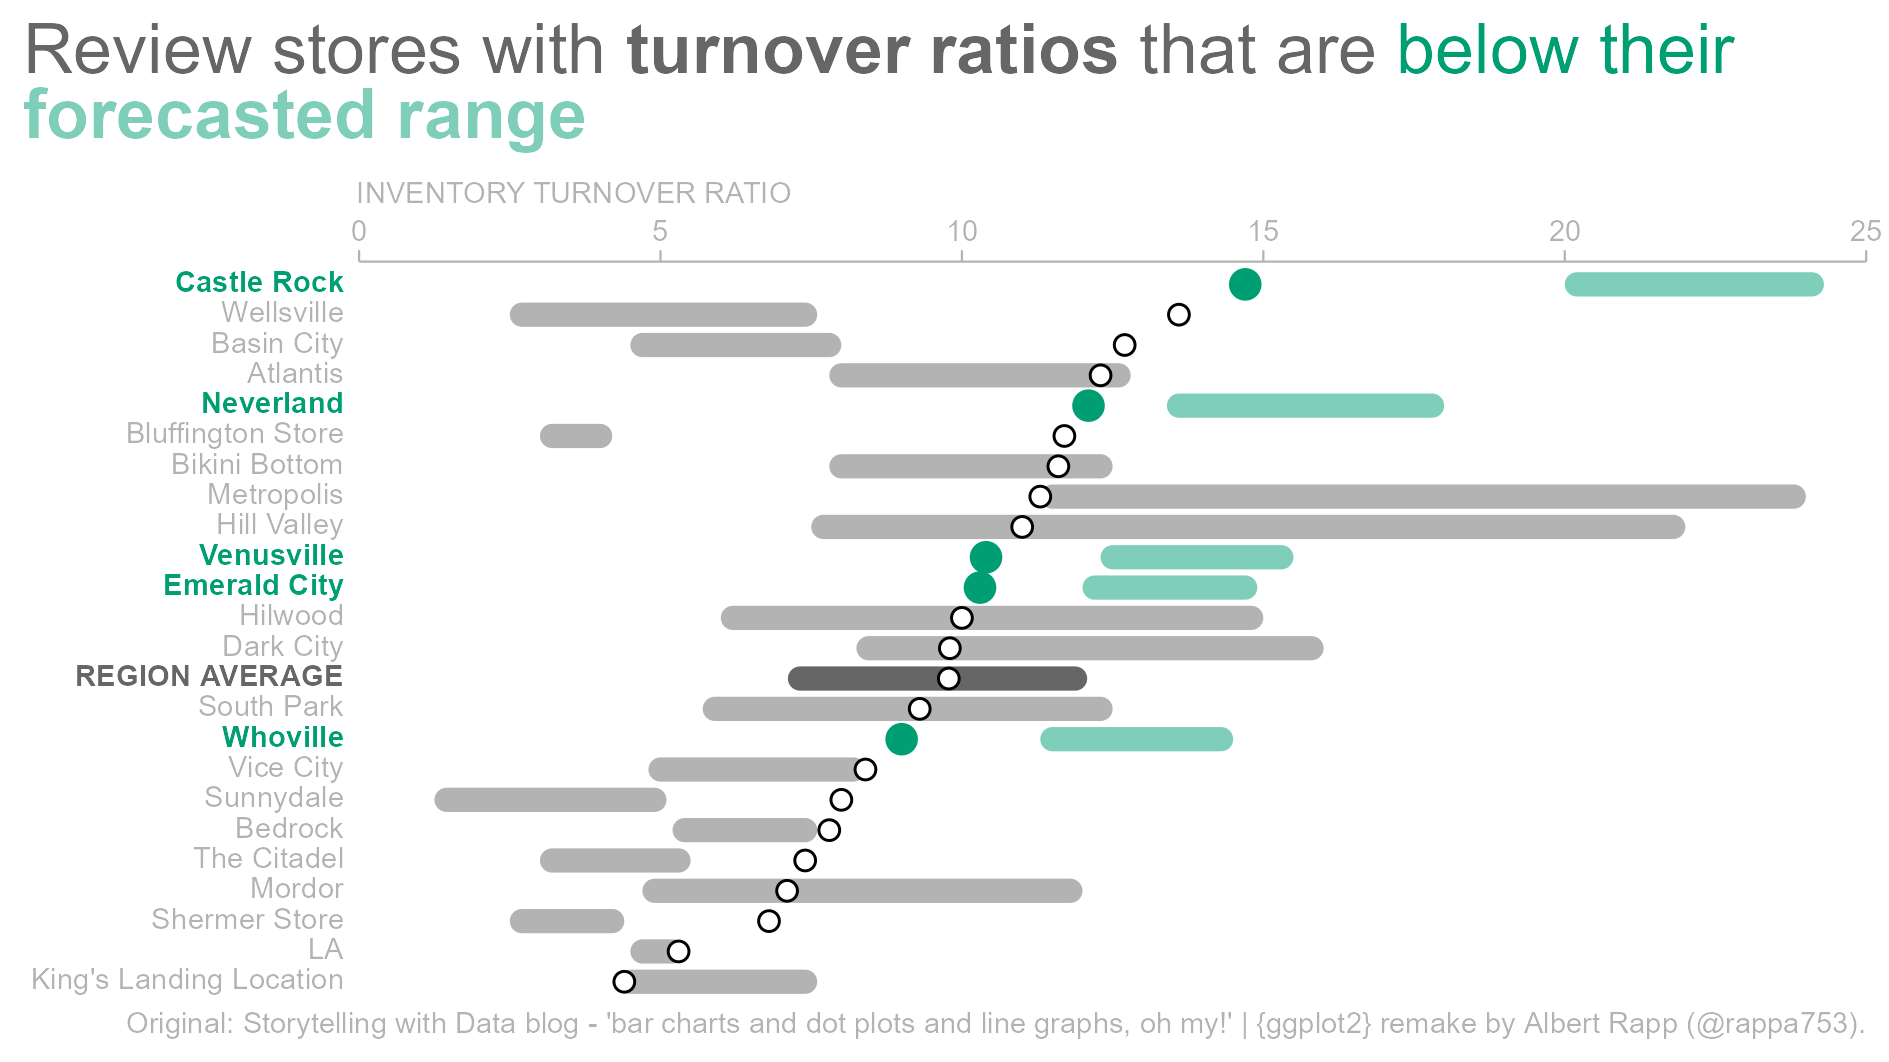 Review stores with turnover ratios that are below their
forecasted range
INVENTORY TURNOVER RATIO
0 5 10 15 20 25
Castle Rock
Wellsville
Basin City
Atlantis
Neverland
Bluffington Store
Bikini Bottom
Metropolis
Hill Valley
Venusville
Emerald City
Hilwood
Dark City
REGION AVERAGE
South Park
Whoville
Vice City
Sunnydale
Bedrock
The Citadel
Mordor
Shermer Store
LA
King's Landing Location
Original: Storytelling with Data blog - 'bar charts and dot plots and line graphs, oh my!' | {ggplot2} remake by Albert Rapp (@rappa753).